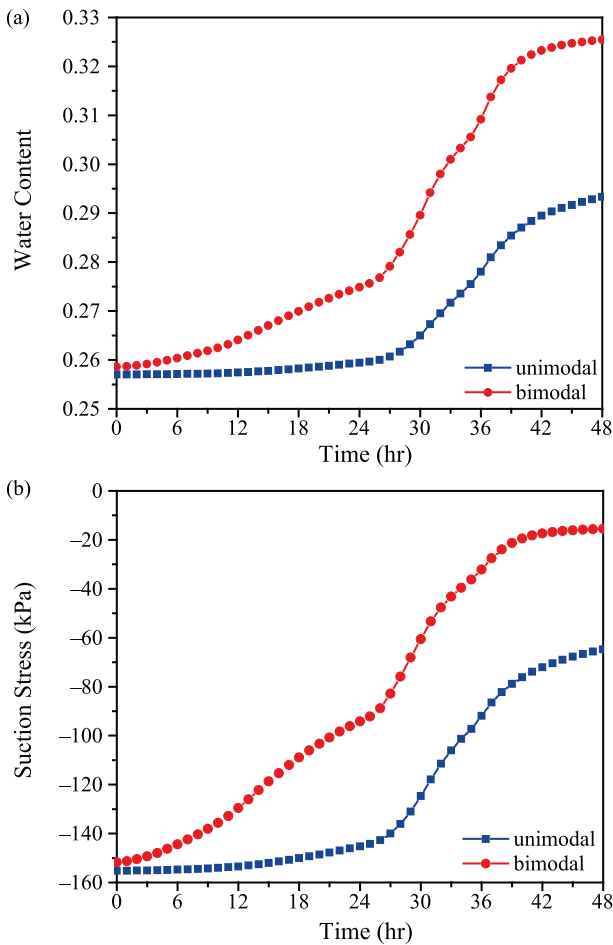 (a)
0.33
0.32
0.31
0.30
0.29
0.28
0.27
0.26
0.25
Water Content
unimodal
bimodal
0 6 12 18 24 30 36 42 48
Time (hr)
(b)
0
−20
−40
−60
−80
−100
−120
−140
−160
Suction Stress (kPa)
unimodal
bimodal
0 6 12 18 24 30 36 42 48
Time (hr)